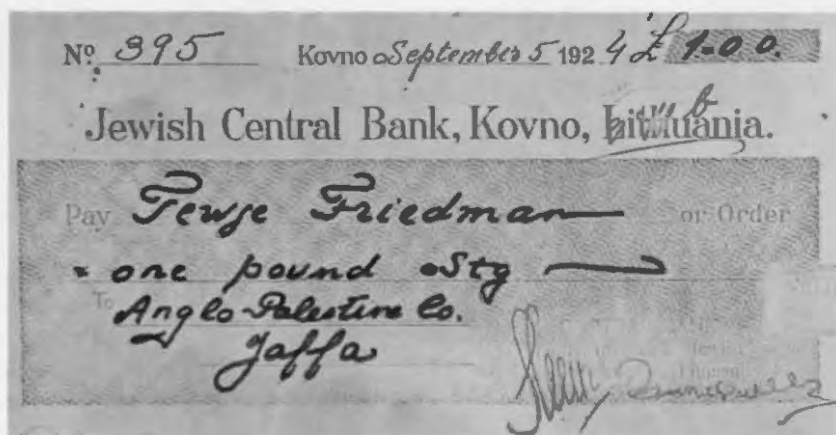 Nº 395 Kovno September 5 1924 £ 1-0 0.
Jewish Central Bank, Kovno, Lithuania.
Pay Tewje Friedman or Order
one pound Stg
To Anglo-Palestine Co.
Jaffa